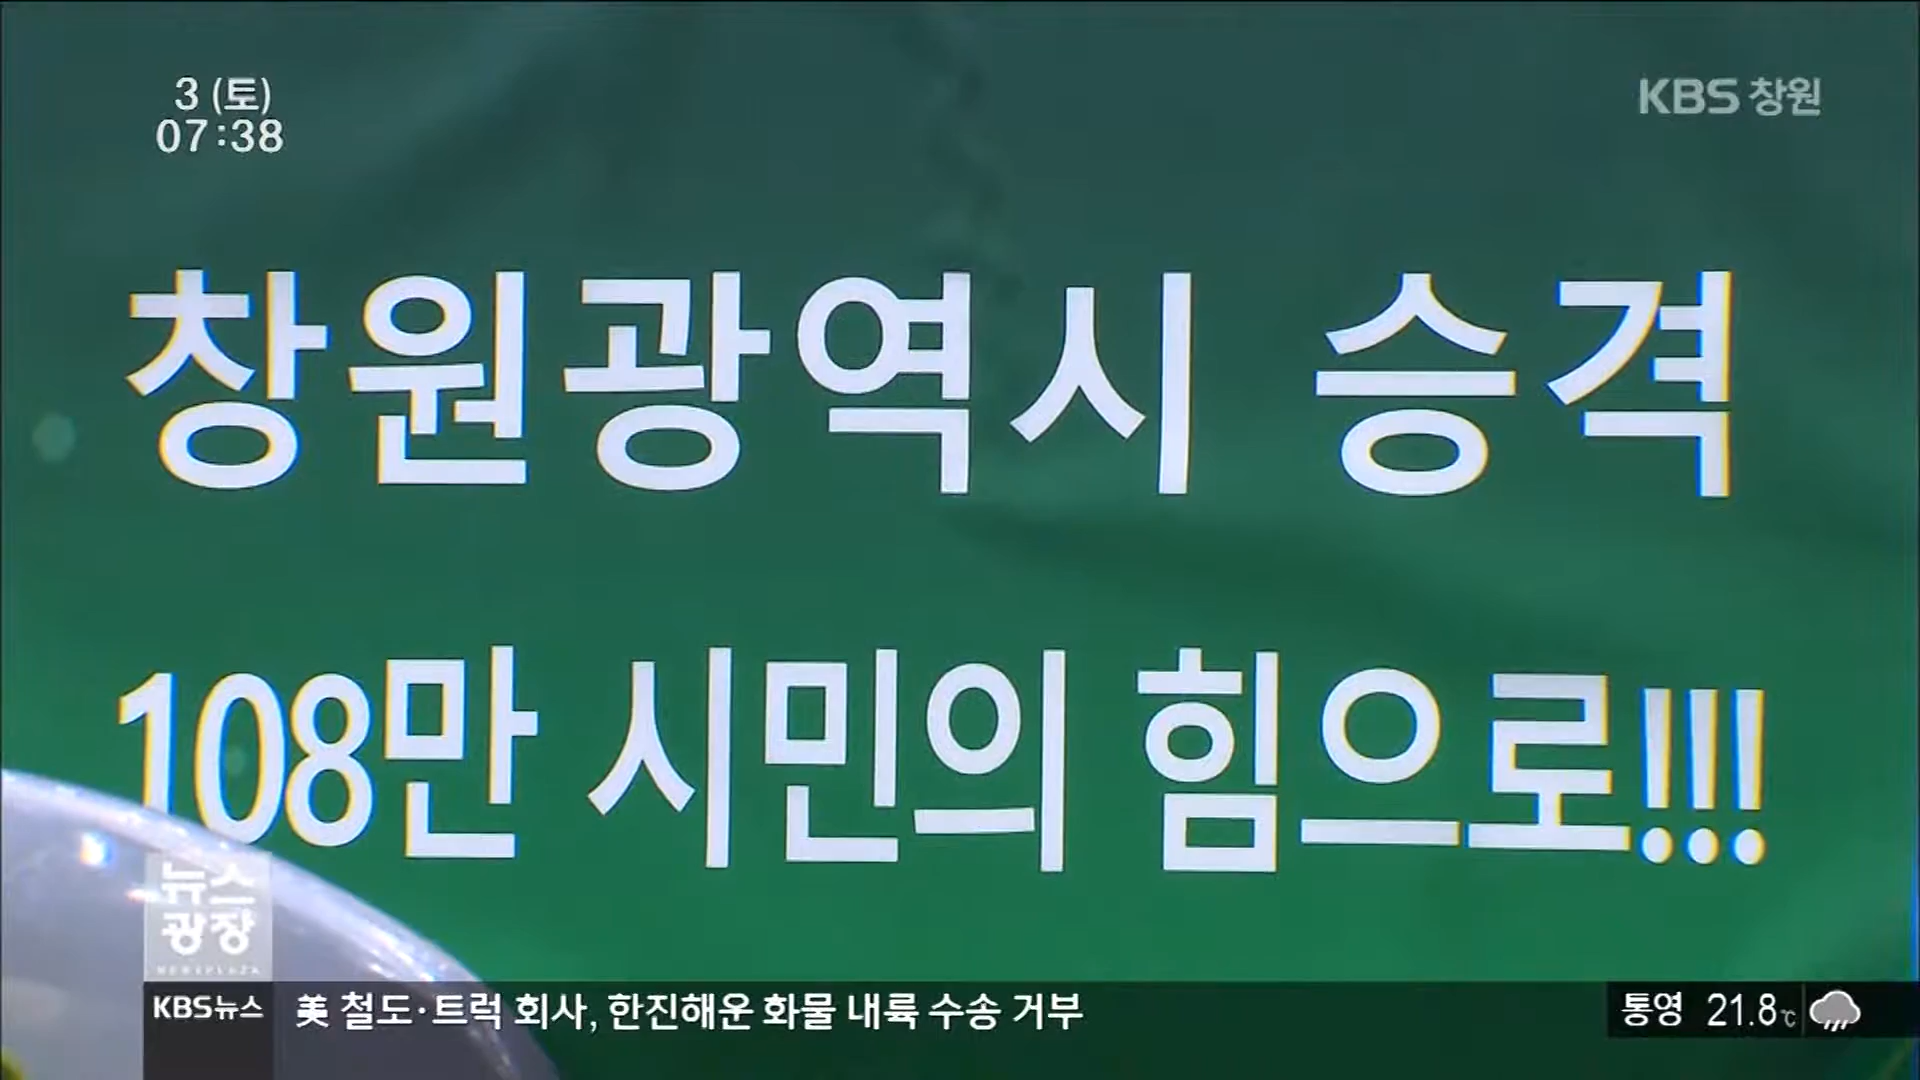 3 (토)
07:38
KBS 창원
창원광역시 승격
108만 시민의 힘으로!!!
뉴스
광장
NEWSPLAZA
KBS뉴스 美 철도·트럭 회사, 한진해운 화물 내륙 수송 거부
통영 21.8℃